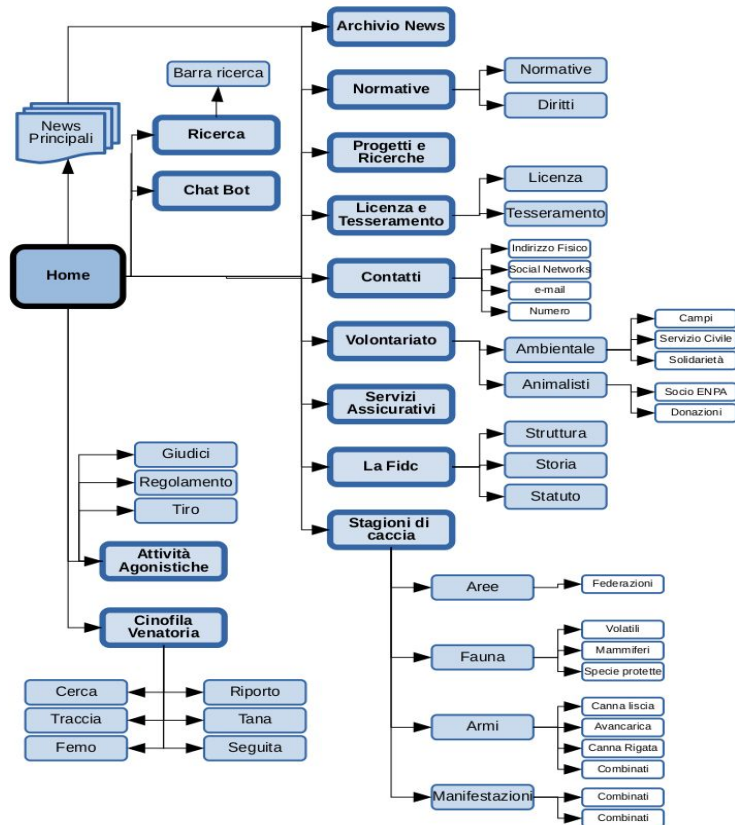 Archivio News
Barra ricerca
Normative
Normative
Diritti
News
Principali
Ricerca
Progetti e
Ricerche
Chat Bot
Licenza e
Tesseramento
Licenza
Tesseramento
Home
Contatti
Indirizzo Fisico
Social Networks
e-mail
Numero
Volontariato
Ambientale
Campi
Servizio Civile
Solidarietà
Animalisti
Socio ENPA
Donazioni
Servizi
Assicurativi
La Fidc
Struttura
Storia
Statuto
Giudici
Regolamento
Tiro
Attività
Agonistiche
Stagioni di
caccia
Aree
Federazioni
Cinofila
Venatoria
Cerca
Riporto
Traccia
Tana
Femo
Seguita
Fauna
Volatili
Mammiferi
Specie protette
Armi
Canna liscia
Avancarica
Canna Rigata
Combinati
Manifestazioni
Combinati
Combinati